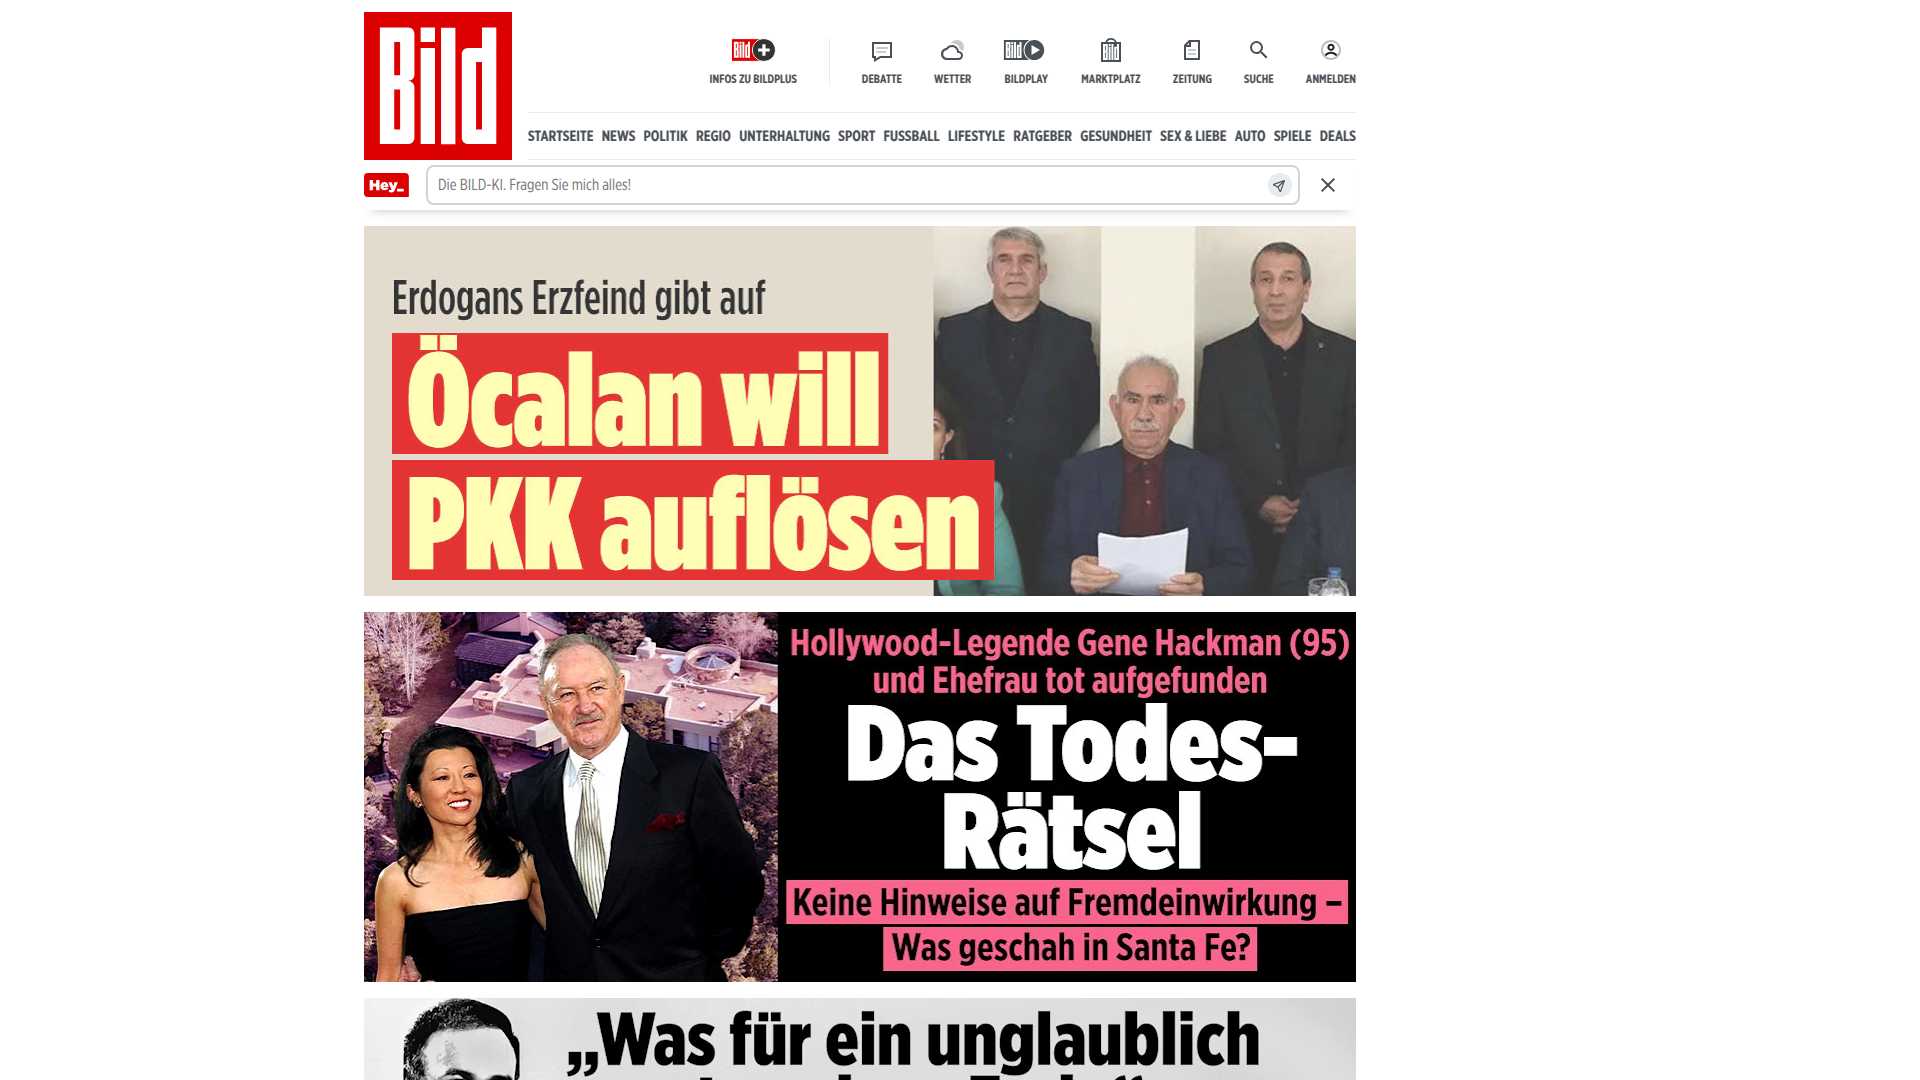 Bild
Bild+
Bild
Bild
INFOS ZU BILDPLUS
DEBATTE
WETTER
BILDPLAY
MARKTPLATZ
ZEITUNG
SUCHE
ANMELDEN
STARTSEITE NEWS POLITIK REGIO UNTERHALTUNG SPORT FUSSBALL LIFESTYLE RATGEBER GESUNDHEIT SEX & LIEBE AUTO SPIELE DEALS
Hey_
Die BILD-KI. Fragen Sie mich alles!
Erdogans Erzfeind gibt auf
Öcalan will
PKK auflösen
Hollywood-Legende Gene Hackman (95)
und Ehefrau tot aufgefunden
Das Todes-
Rätsel
Keine Hinweise auf Fremdeinwirkung –
Was geschah in Santa Fe?
„Was für ein unglaublich